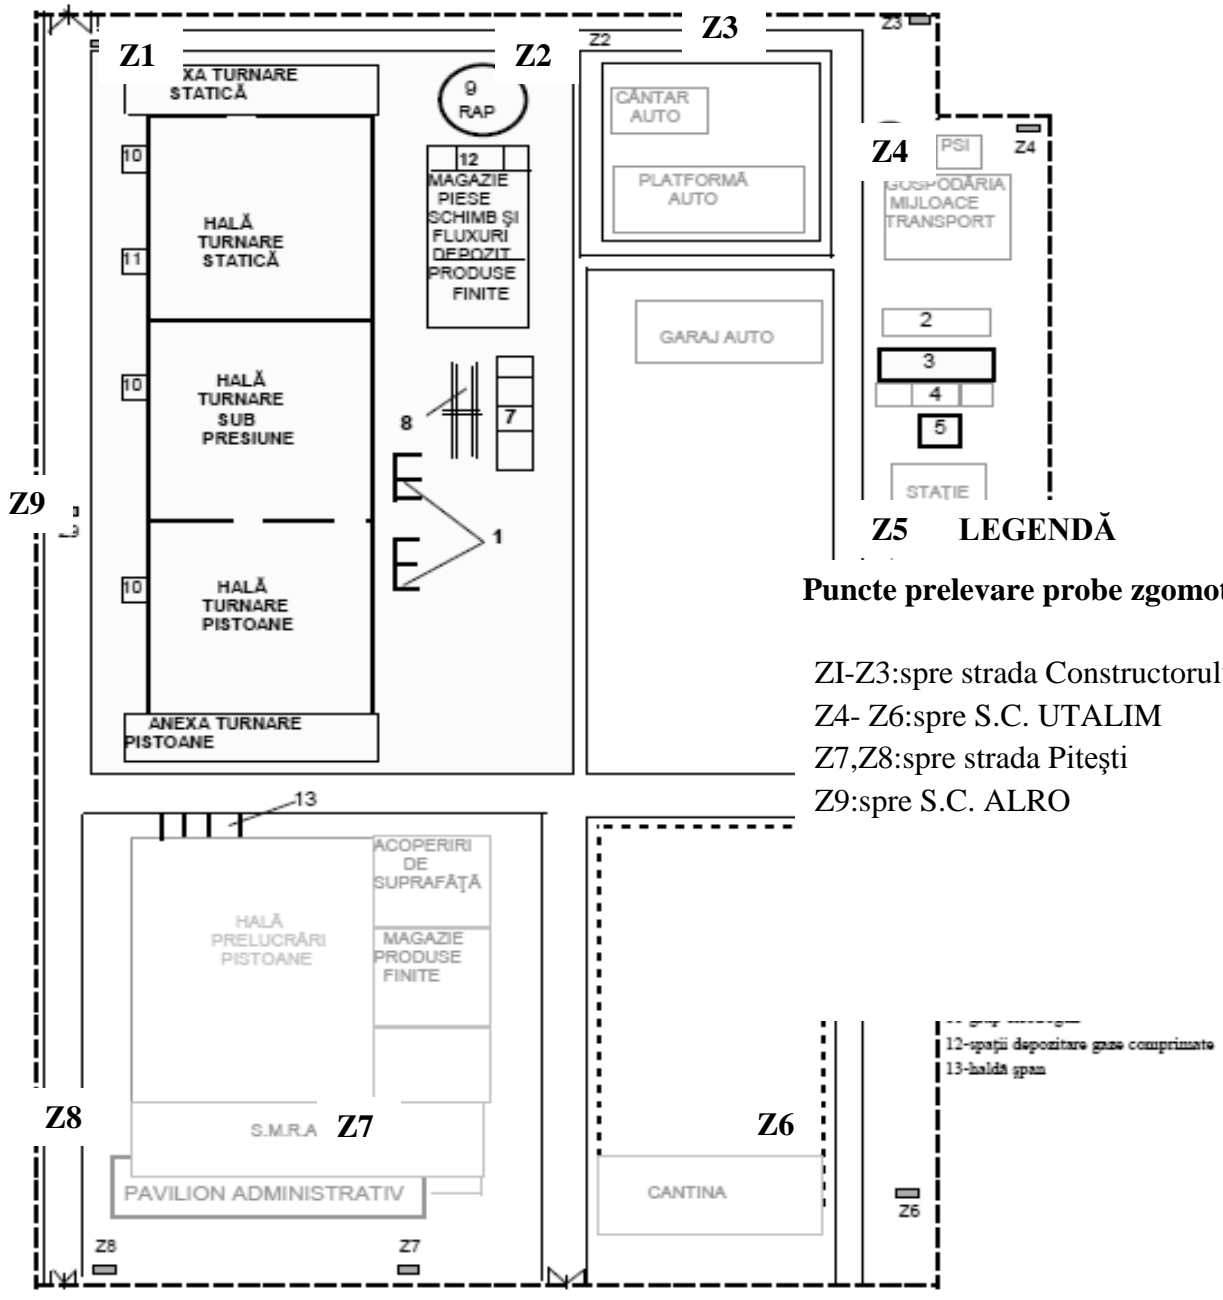 Z1
Z2
Z2
Z3
Z3
XA TURNARE
STATICĂ
9
RAP
CÂNTAR
AUTO
PLATFORMĂ
AUTO
Z4
PSI
Z4
GOSPODĂRIA
MIJLOACE
TRANSPORT
10
12
MAGAZIE
PIESE
SCHIMB ȘI
FLUXURI
DEPOZIT
PRODUSE
FINITE
HALĂ
TURNARE
STATICĂ
11
GARAJ AUTO
2
3
4
5
STAȚIE
10
HALĂ
TURNARE
SUB
PRESIUNE
8
7
Z9
1
Z5 LEGENDĂ
10
HALĂ
TURNARE
PISTOANE
Puncte prelevare probe zgomot
ZI-Z3:spre strada Constructorul
Z4- Z6:spre S.C. UTALIM
Z7,Z8:spre strada Piteşti
Z9:spre S.C. ALRO
ANEXA TURNARE
PISTOANE
13
ACOPERIRI
DE
SUPRAFĂŢĂ
HALĂ
PRELUCRĂRI
PISTOANE
MAGAZIE
PRODUSE
FINITE
12-spaţii depozitare gaze comprimate
13-haldă şpan
Z8
S.M.R.A
Z7
Z6
PAVILION ADMINISTRATIV
CANTINA
Z6
Z8
Z7